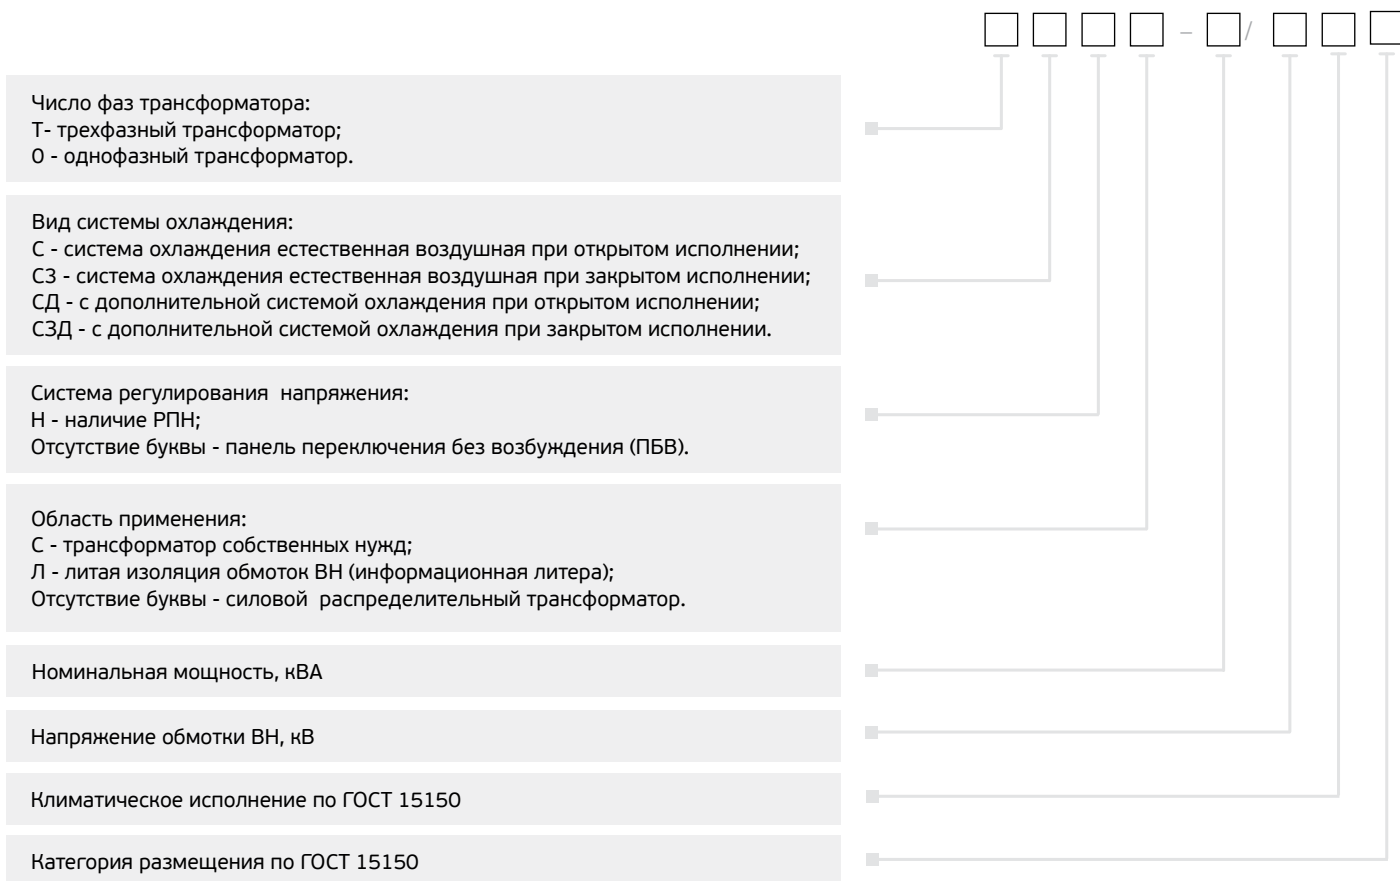 – /
Число фаз трансформатора:
Т- трехфазный трансформатор;
О - однофазный трансформатор.
Вид системы охлаждения:
С - система охлаждения естественная воздушная при открытом исполнении;
СЗ - система охлаждения естественная воздушная при закрытом исполнении;
СД - с дополнительной системой охлаждения при открытом исполнении;
СЗД - с дополнительной системой охлаждения при закрытом исполнении.
Система регулирования  напряжения:
Н - наличие РПН;
Отсутствие буквы - панель переключения без возбуждения (ПБВ).
Область применения:
С - трансформатор собственных нужд;
Л - литая изоляция обмоток ВН (информационная литера);
Отсутствие буквы - силовой  распределительный трансформатор.
Номинальная мощность, кВА
Напряжение обмотки ВН, кВ
Климатическое исполнение по ГОСТ 15150
Категория размещения по ГОСТ 15150